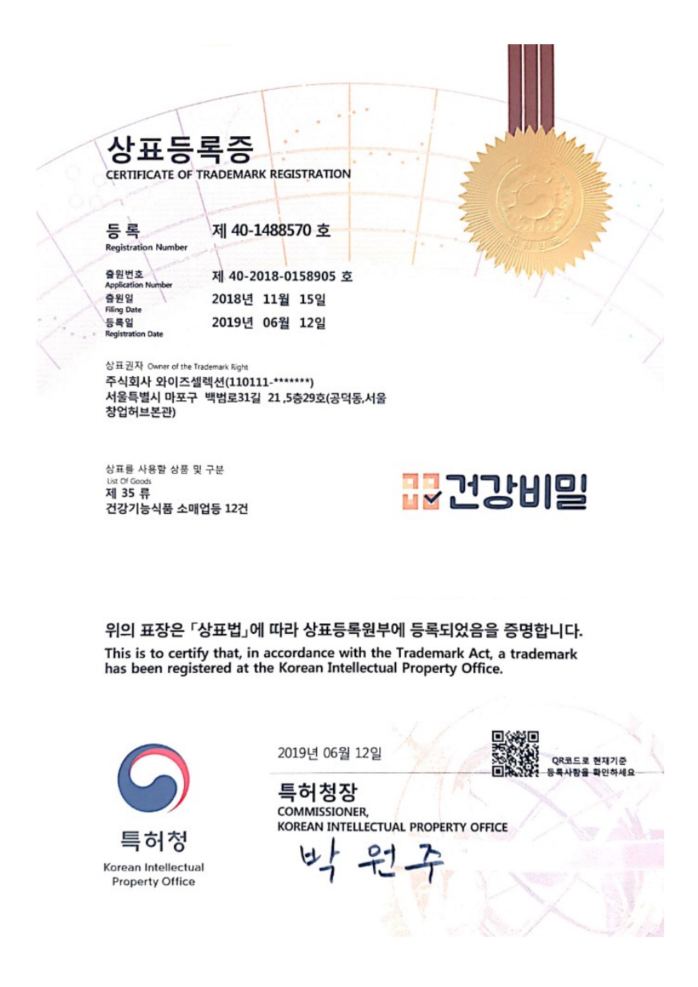 상표등록증
CERTIFICATE OF TRADEMARK REGISTRATION
등록 제 40-1488570 호
Registration Number
출원번호 제 40-2018-0158905 호
Application Number
출원일 2018년 11월 15일
Filing Date
등록일 2019년 06월 12일
Registration Date
상표권자 Owner of the Trademark Right
주식회사 와이즈셀렉션(110111-*******)
서울특별시 마포구 백범로31길 21 ,5층29호(공덕동,서울
창업허브본관)
상표를 사용할 상품 및 구분
List Of Goods
제 35 류
건강기능식품 소매업등 12건
건강비밀
위의 표장은 「상표법」에 따라 상표등록원부에 등록되었음을 증명합니다.
This is to certify that, in accordance with the Trademark Act, a trademark
has been registered at the Korean Intellectual Property Office.
2019년 06월 12일
QR코드로 현재기준
등록사항을 확인하세요
특허청장
COMMISSIONER,
KOREAN INTELLECTUAL PROPERTY OFFICE
박원주
특허청
Korean Intellectual
Property Office